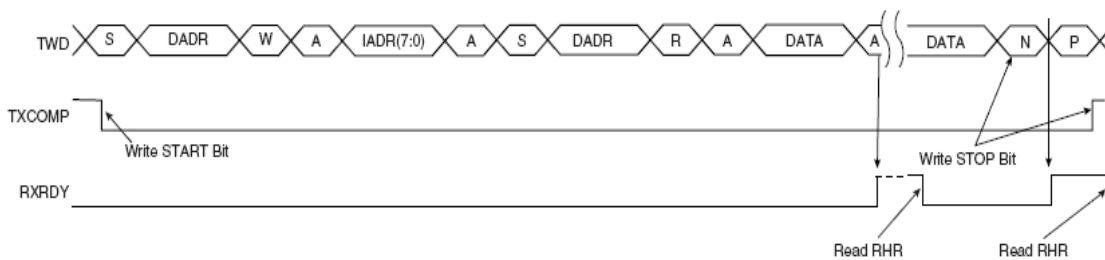 TWD S DADR W A IADR(7:0) A S DADR R A DATA A DATA N P
TXCOMP
Write START Bit
Write STOP Bit
RXRDY
Read RHR Read RHR